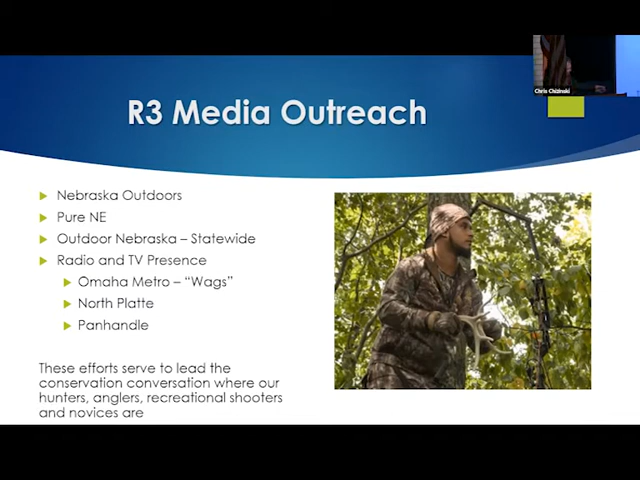 Chris Chizinski
R3 Media Outreach
Nebraska Outdoors
Pure NE
Outdoor Nebraska – Statewide
Radio and TV Presence
Omaha Metro – “Wags”
North Platte
Panhandle
These efforts serve to lead the
conservation conversation where our
hunters, anglers, recreational shooters
and novices are